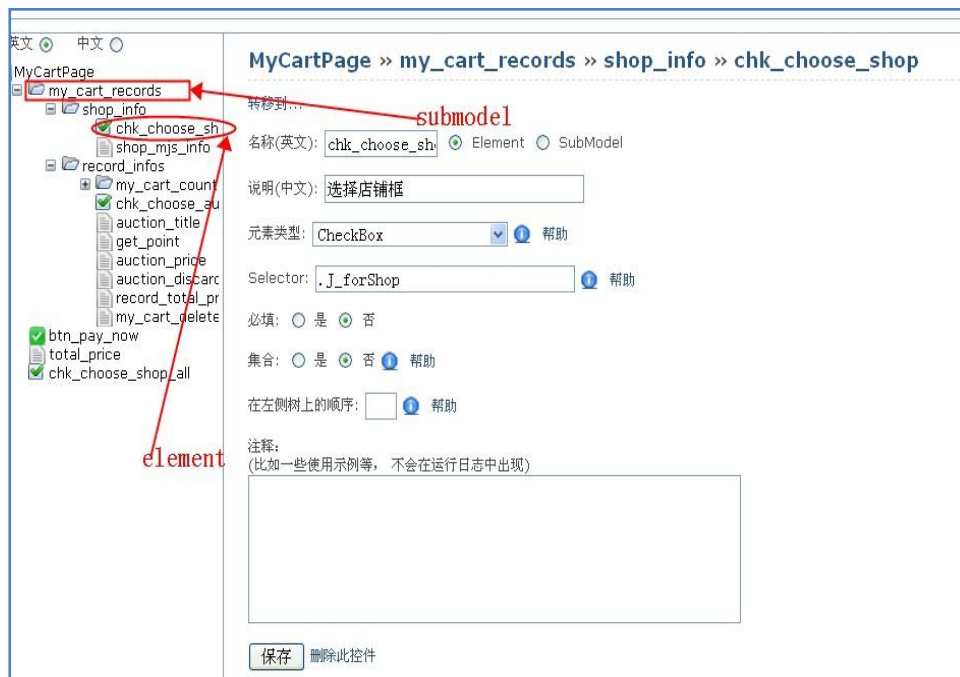 英文 中文
MyCartPage
my_cart_records
shop_info
chk_choose_sh
shop_mjs_info
record_infos
my_cart_count
chk_choose_au
auction_title
get_point
auction_price
auction_discarc
record_total_pr
my_cart_delete
btn_pay_now
total_price
chk_choose_shop_all
submodel
element
MyCartPage » my_cart_records » shop_info » chk_choose_shop
转移到...
名称(英文): chk_choose_sh Element SubModel
说明(中文): 选择店铺框
元素类型: CheckBox 帮助
Selector: .J_forShop 帮助
必填: 是 否
集合: 是 否 帮助
在左侧树上的顺序: 帮助
注释:
(比如一些使用示例等, 不会在运行日志中出现)
保存 删除此控件